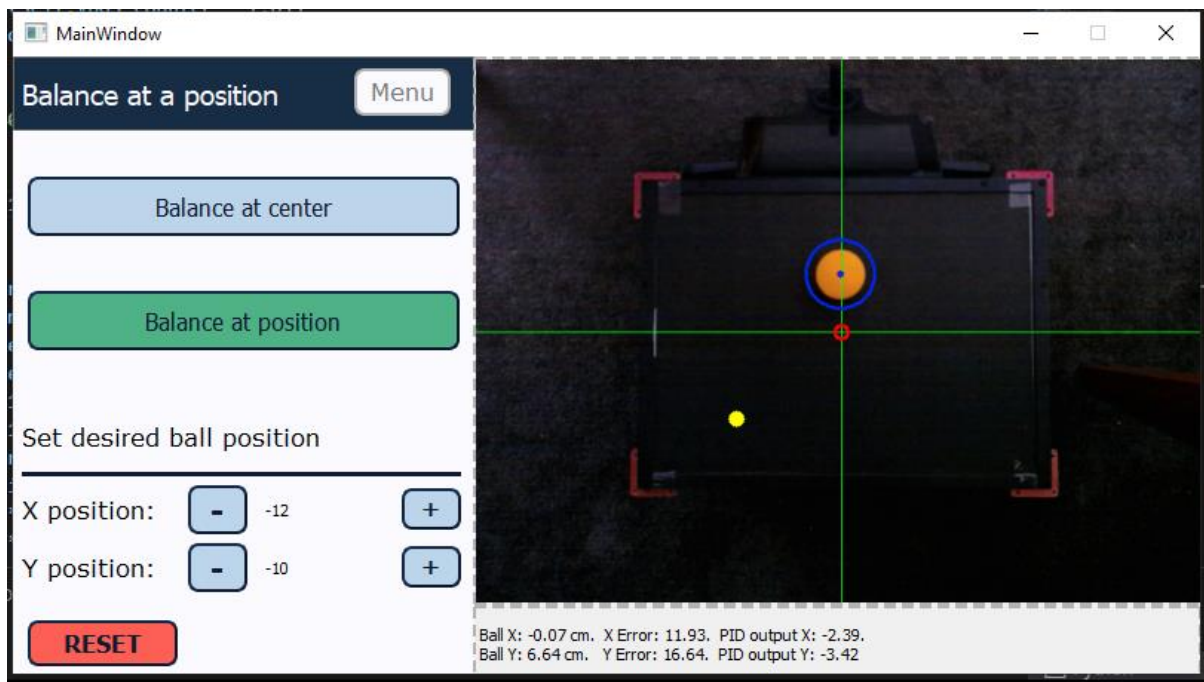 MainWindow
Balance at a position
Menu
Balance at center
Balance at position
Set desired ball position
X position:
-
-12
+
Y position:
-
-10
+
RESET
Ball X: -0.07 cm. X Error: 11.93. PID output X: -2.39.
Ball Y: 6.64 cm. Y Error: 16.64. PID output Y: -3.42